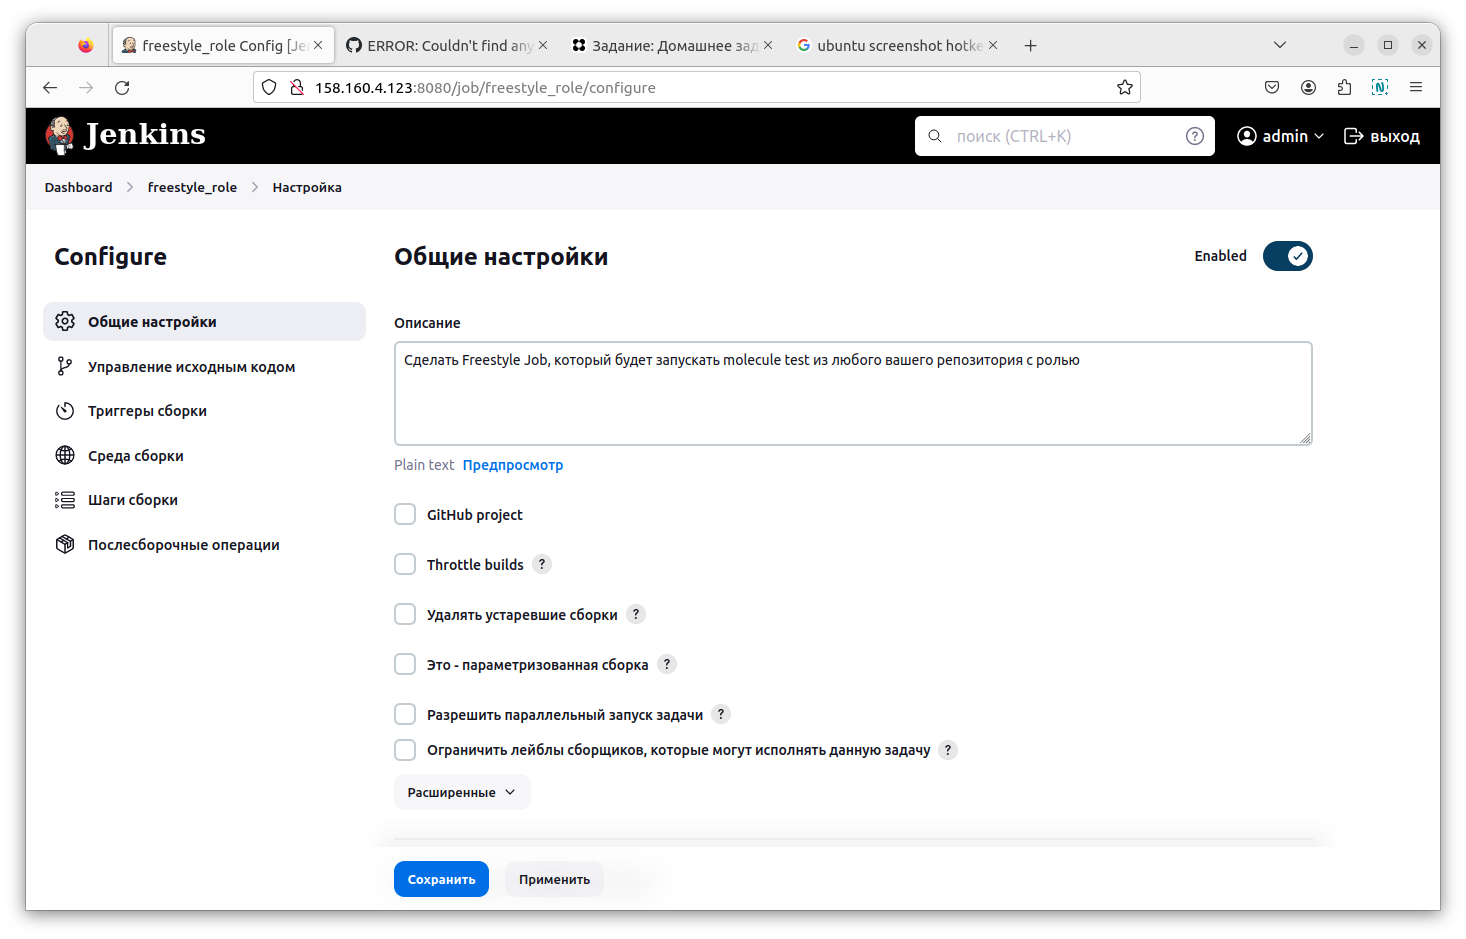 freestyle_role Config [Je
ERROR: Couldn't find any
Задание: Домашнее зад
ubuntu screenshot hotke
158.160.4.123:8080/job/freestyle_role/configure
Jenkins
поиск (CTRL+K)
?
admin
выход
Dashboard
freestyle_role
Настройка
Configure
Общие настройки
Управление исходным кодом
Триггеры сборки
Среда сборки
Шаги сборки
Послесборочные операции
Общие настройки
Enabled
Описание
Сделать Freestyle Job, который будет запускать molecule test из любого вашего репозитория с ролью
Plain text Предпросмотр
GitHub project
Throttle builds ?
Удалять устаревшие сборки ?
Это - параметризованная сборка ?
Разрешить параллельный запуск задачи ?
Ограничить лейблы сборщиков, которые могут исполнять данную задачу ?
Расширенные
Сохранить
Применить